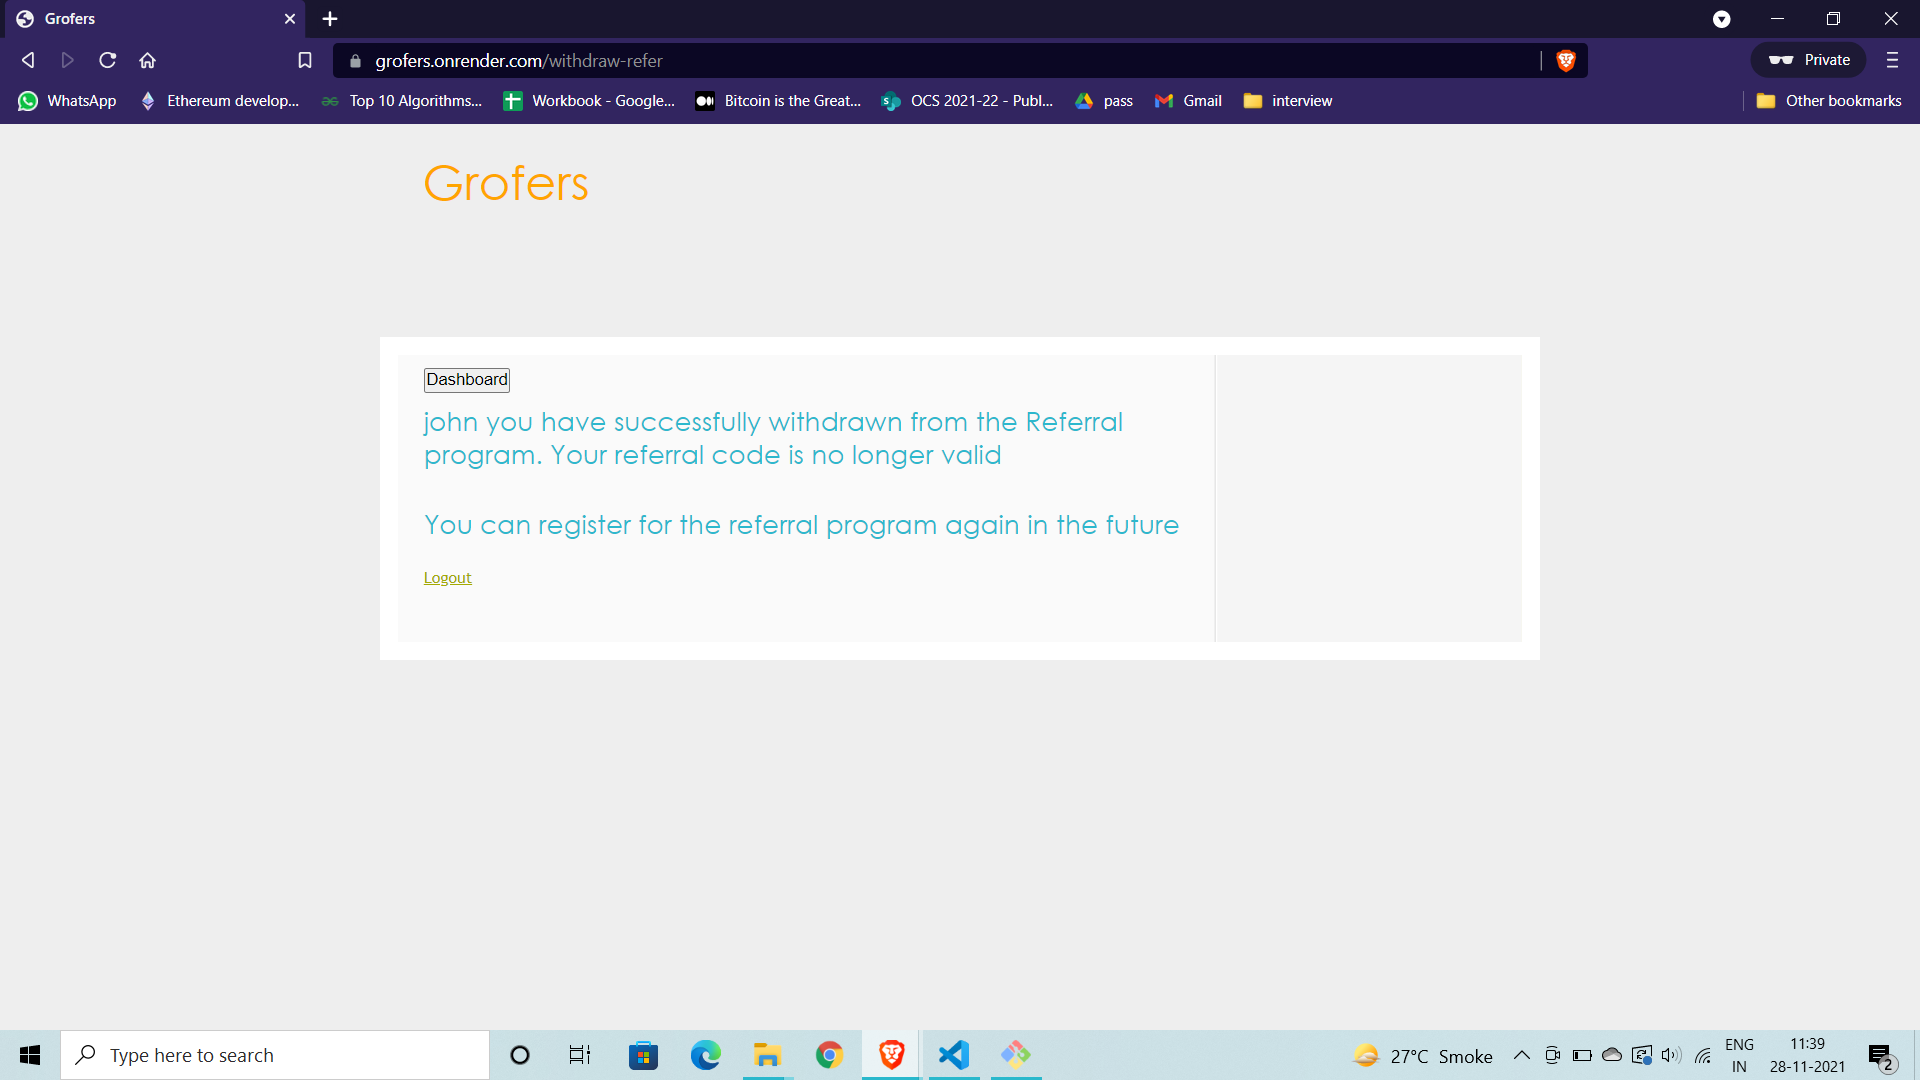 Grofers
grofers.onrender.com/withdraw-refer
Private
WhatsApp
Ethereum develop...
Top 10 Algorithms...
Workbook - Google...
Bitcoin is the Great...
OCS 2021-22 - Publ...
pass
Gmail
interview
Other bookmarks
Grofers
Dashboard
john you have successfully withdrawn from the Referral
program. Your referral code is no longer valid
You can register for the referral program again in the future
Logout
Type here to search
27°C Smoke
ENG
IN
11:39
28-11-2021
2